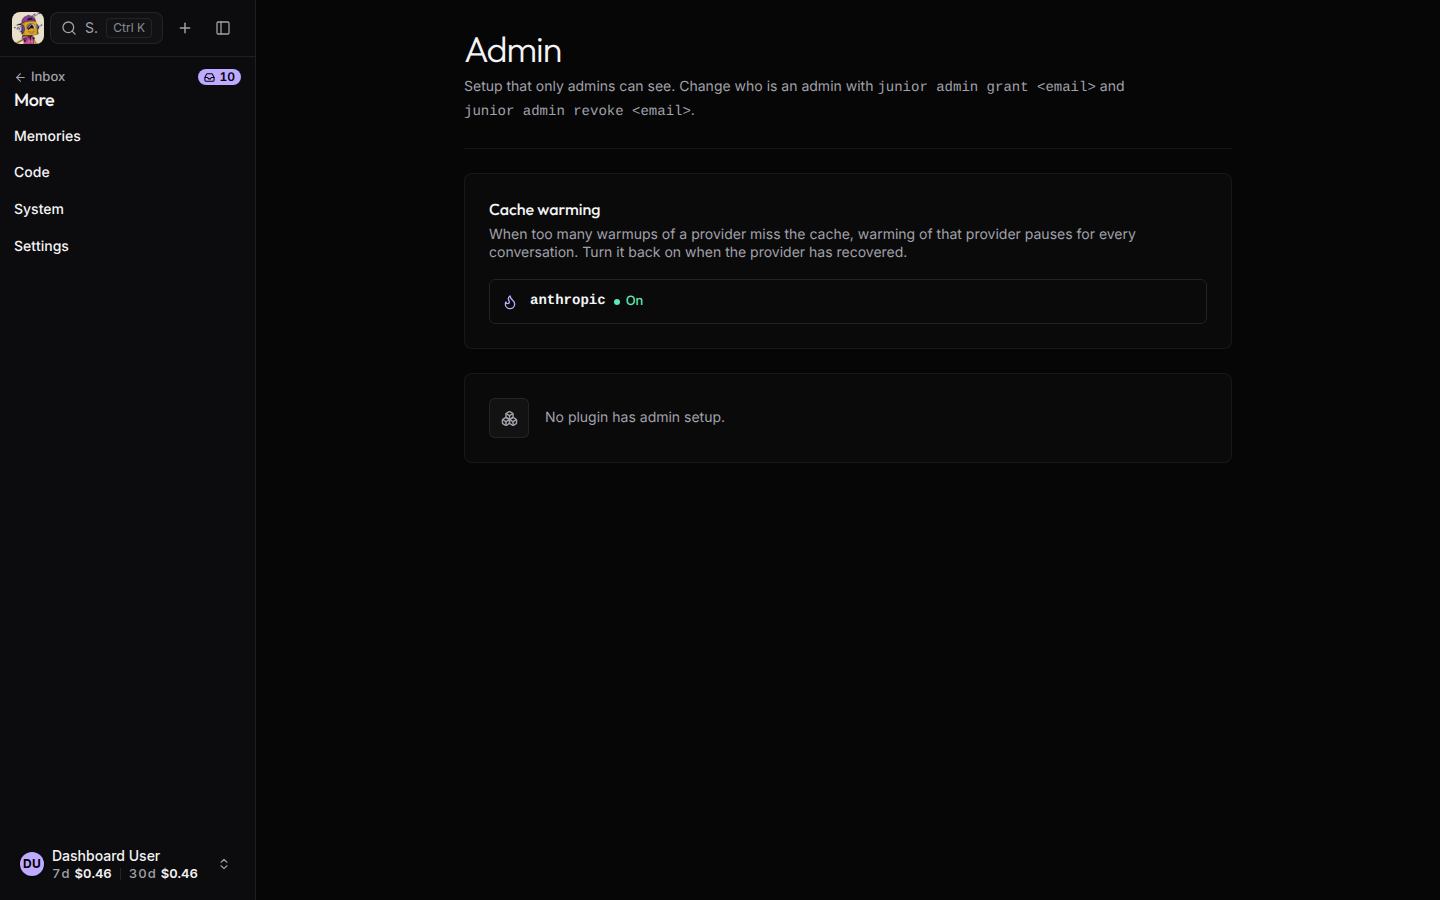 S.
Ctrl K
Inbox
10
More
Memories
Code
System
Settings
DU
Dashboard User
7d $0.46 30d $0.46
Admin
Setup that only admins can see. Change who is an admin with junior admin grant <email> and
junior admin revoke <email>.
Cache warming
When too many warmups of a provider miss the cache, warming of that provider pauses for every
conversation. Turn it back on when the provider has recovered.
anthropic On
No plugin has admin setup.